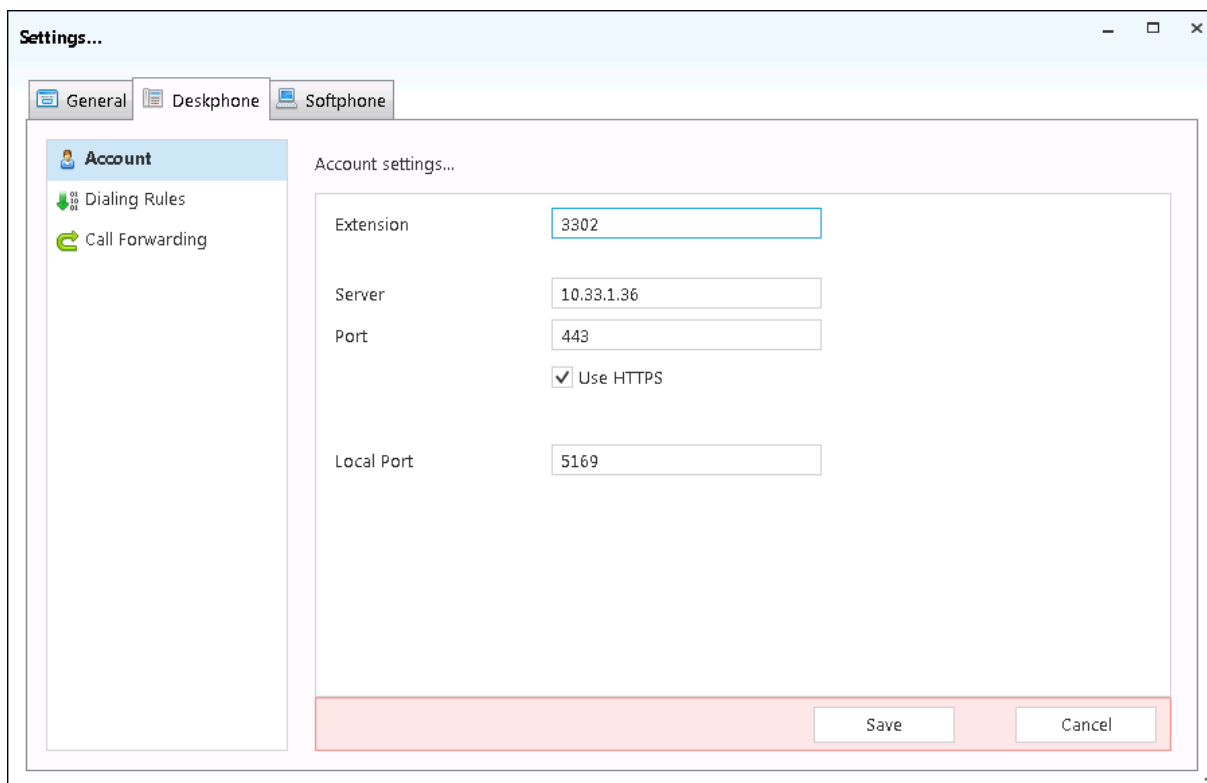 Settings...
General Deskphone Softphone
Account
Dialing Rules
Call Forwarding
Account settings...
Extension 3302
Server 10.33.1.36
Port 443
Use HTTPS
Local Port 5169
Save Cancel